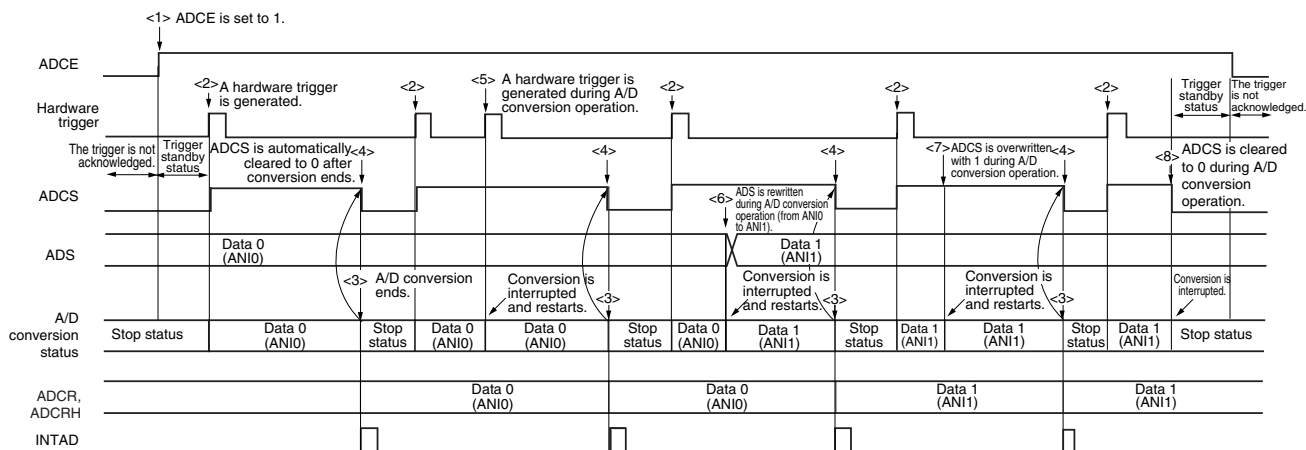 <1> ADCE is set to 1.
ADCE
<2> A hardware trigger
is generated.
<2>
<5> A hardware trigger is
generated during A/D
conversion operation.
<2>
<2>
<2>
Trigger
standby
status
The trigger
is not
acknowledged.
Hardware
trigger
The trigger is not
acknowledged.
Trigger
standby
status
ADCS is automatically
cleared to 0 after
conversion ends.
<4>
<4>
<4>
<7> ADCS is overwritten
with 1 during A/D
conversion operation.
<4>
<8> ADCS is cleared
to 0 during A/D
conversion
operation.
ADCS
<6> ADS is rewritten
during A/D conversion
operation (from ANI0
to ANI1).
ADS
Data 0
(ANI0)
Data 1
(ANI1)
<3> A/D conversion
ends.
Conversion is
interrupted
and restarts.
<3>
Conversion is
interrupted
and restarts.
<3>
Conversion is
interrupted
and restarts.
<3>
Conversion is
interrupted.
A/D
conversion
status
Stop status
Data 0
(ANI0)
Stop
status
Data 0
(ANI0)
Data 0
(ANI0)
Stop
status
Data 0
(ANI0)
Data 1
(ANI1)
Stop
status
Data 1
(ANI1)
Data 1
(ANI1)
Stop
status
Data 1
(ANI1)
Stop status
ADCR,
ADCRH
Data 0
(ANI0)
Data 0
(ANI0)
Data 1
(ANI1)
Data 1
(ANI1)
INTAD